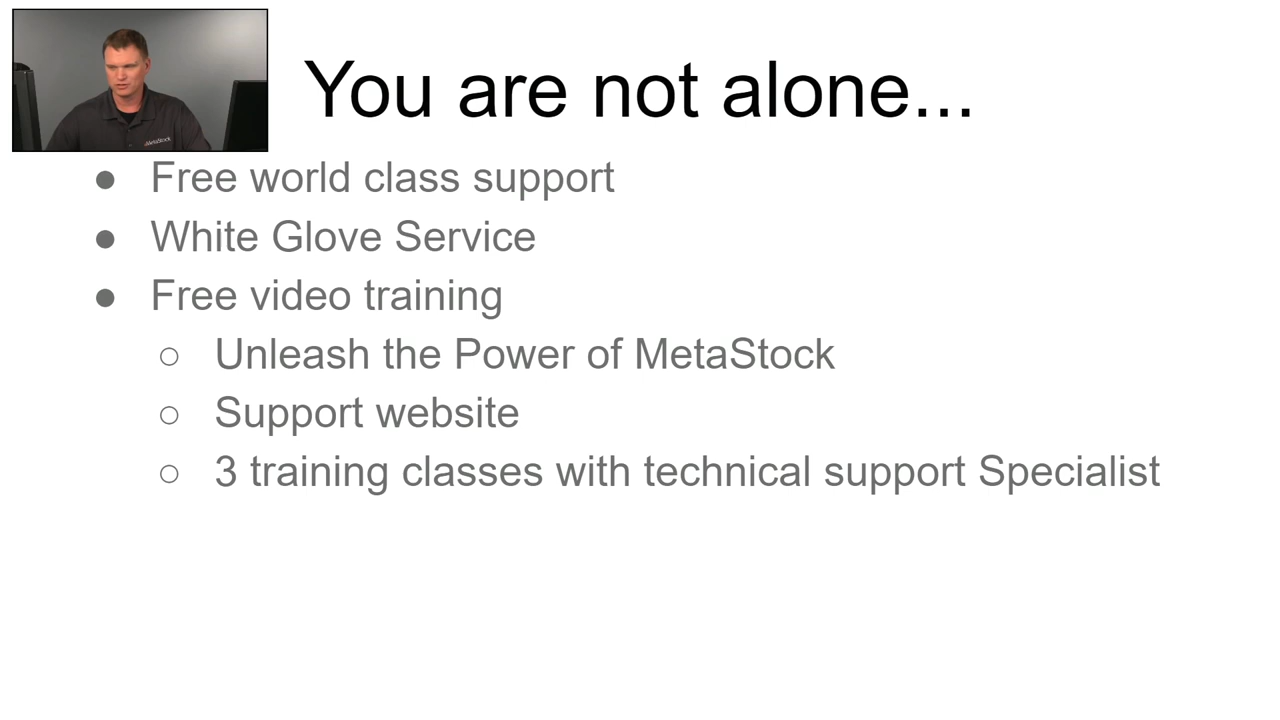 You are not alone...
● Free world class support
● White Glove Service
● Free video training
○ Unleash the Power of MetaStock
○ Support website
○ 3 training classes with technical support Specialist
MetaStock